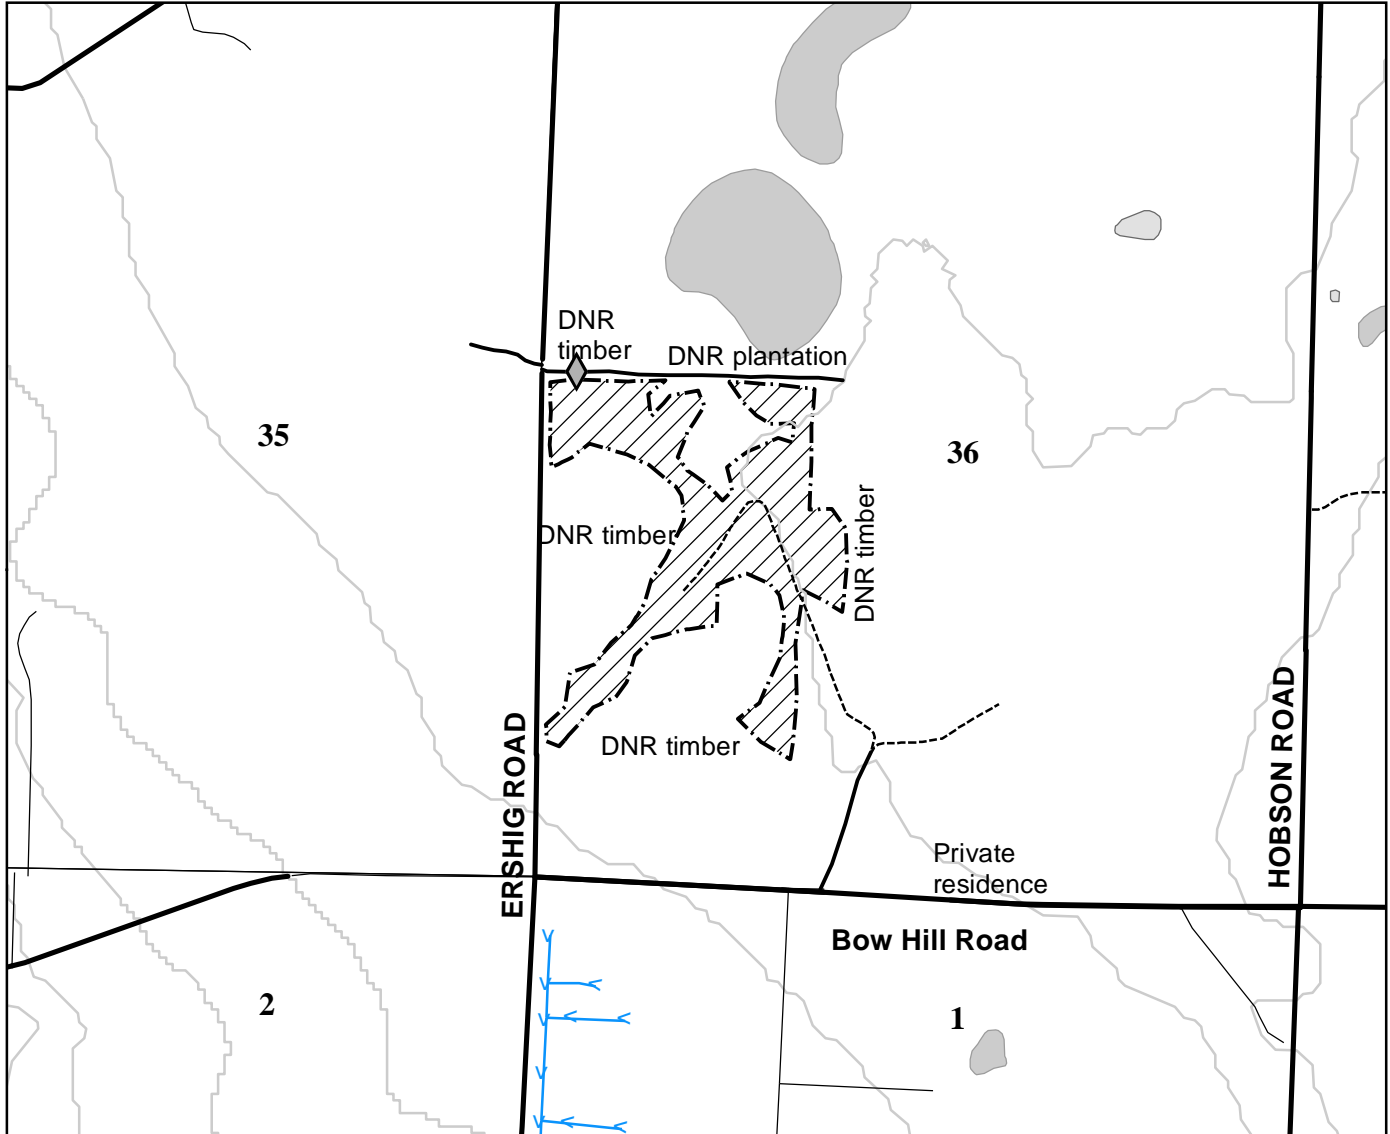 DNR
timber
DNR plantation
35
36
DNR timber
DNR timber
DNR timber
ERSHIG ROAD
HOBSON ROAD
Private
residence
Bow Hill Road
2
1